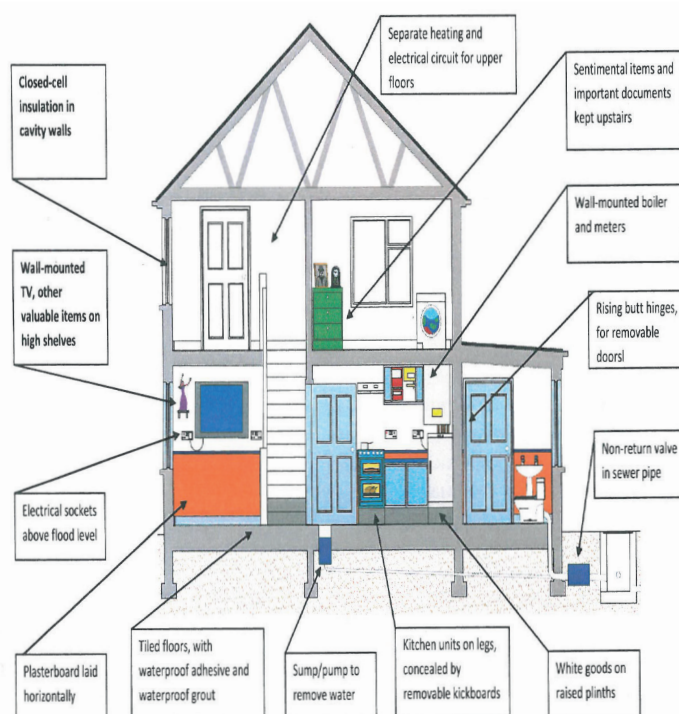 Separate heating and
electrical circuit for upper
floors
Sentimental items and
important documents
kept upstairs
Closed-cell
insulation in
cavity walls
Wall-mounted boiler
and meters
Wall-mounted
TV, other
valuable items on
high shelves
Rising butt hinges,
for removable
doorsl
Non-return valve
in sewer pipe
Electrical sockets
above flood level
Plasterboard laid
horizontally
Tiled floors, with
waterproof adhesive and
waterproof grout
Sump/pump to
remove water
Kitchen units on legs,
concealed by
removable kickboards
White goods on
raised plinths